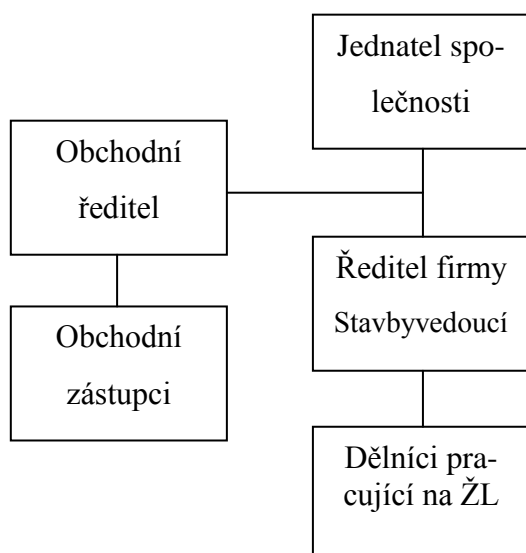 Jednatel spo-
lečnosti
Obchodní
ředitel
Ředitel firmy
Stavbyvedoucí
Obchodní
zástupci
Dělníci pra-
cující na ŽL